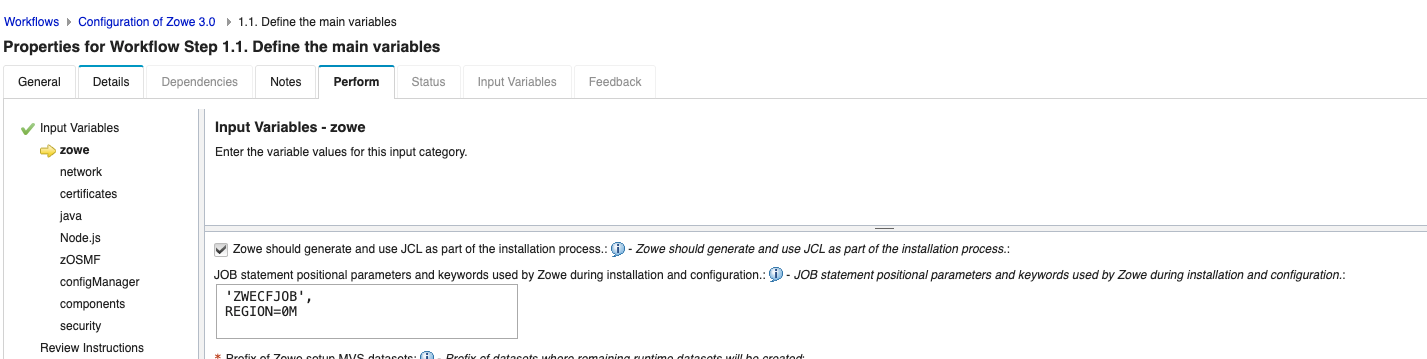 Workflows Configuration of Zowe 3.0 1.1. Define the main variables
Properties for Workflow Step 1.1. Define the main variables
General Details Dependencies Notes Perform Status Input Variables Feedback
Input Variables
zowe
network
certificates
java
Node.js
zOSMF
configManager
components
security
Review Instructions
Input Variables - zowe
Enter the variable values for this input category.
Zowe should generate and use JCL as part of the installation process.: - Zowe should generate and use JCL as part of the installation process.:
JOB statement positional parameters and keywords used by Zowe during installation and configuration.: - JOB statement positional parameters and keywords used by Zowe during installation and configuration.:
'ZWECFJOB',
REGION=0M
* Prefix of Zowe setup MVS datasets: - Prefix of datasets where remaining runtime datasets will be created: